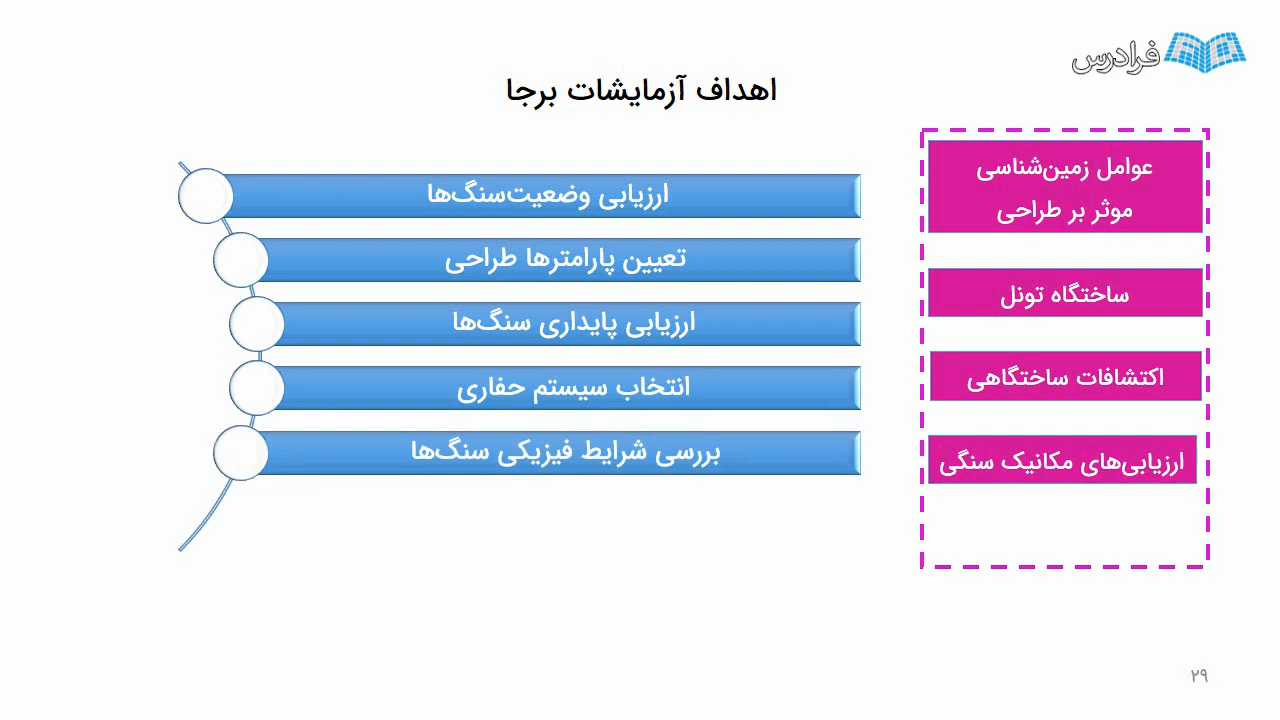 فرادرس
اهداف آزمایشات برجا
عوامل زمین‌شناسی
موثر بر طراحی
ساختگاه تونل
اکتشافات ساختگاهی
ارزیابی‌های مکانیک سنگی
ارزیابی وضعیت‌سنگ‌ها
تعیین پارامترها طراحی
ارزیابی پایداری سنگ‌ها
انتخاب سیستم حفاری
بررسی شرایط فیزیکی سنگ‌ها
۲۹